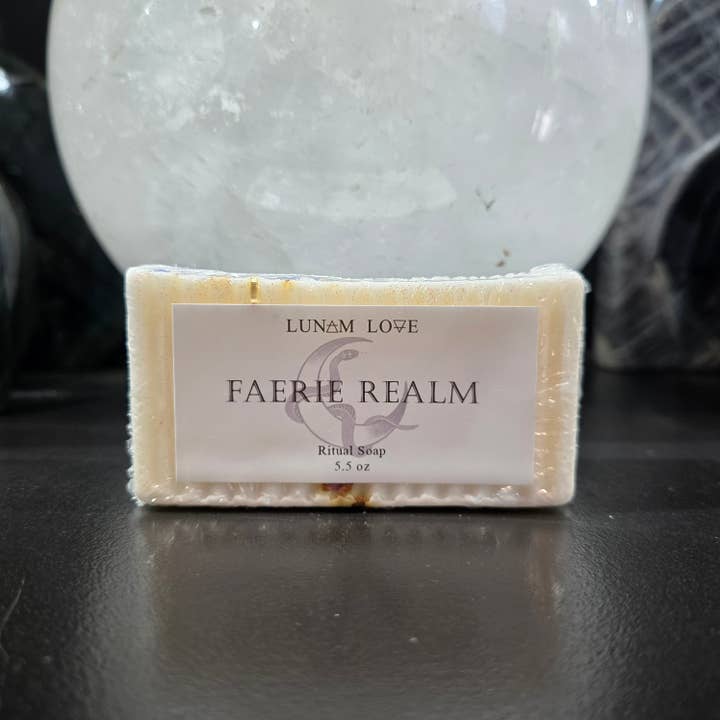 LUNAM LOVE
FAERIE REALM
Ritual Soap
5.5 oz